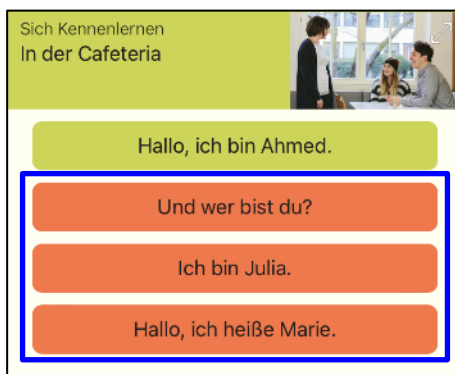 Sich Kennenlernen
In der Cafeteria
Hallo, ich bin Ahmed.
Und wer bist du?
Ich bin Julia.
Hallo, ich heiße Marie.